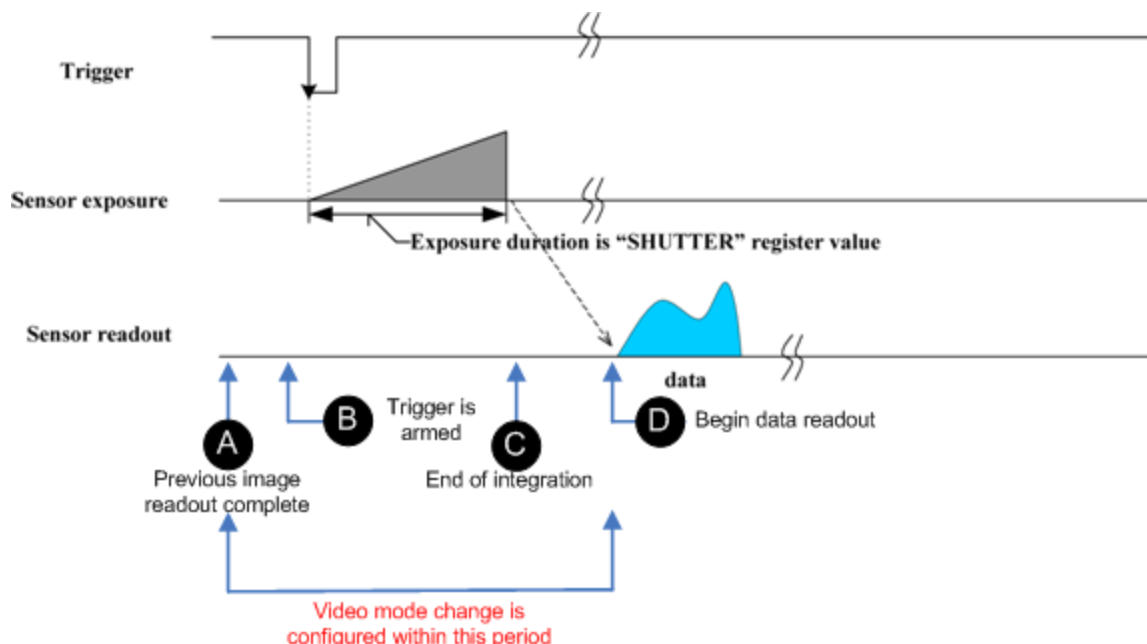 Trigger
Sensor exposure
Exposure duration is “SHUTTER” register value
Sensor readout
data
A
Previous image
readout complete
B
Trigger is
armed
C
End of integration
D
Begin data readout
Video mode change is
configured within this period